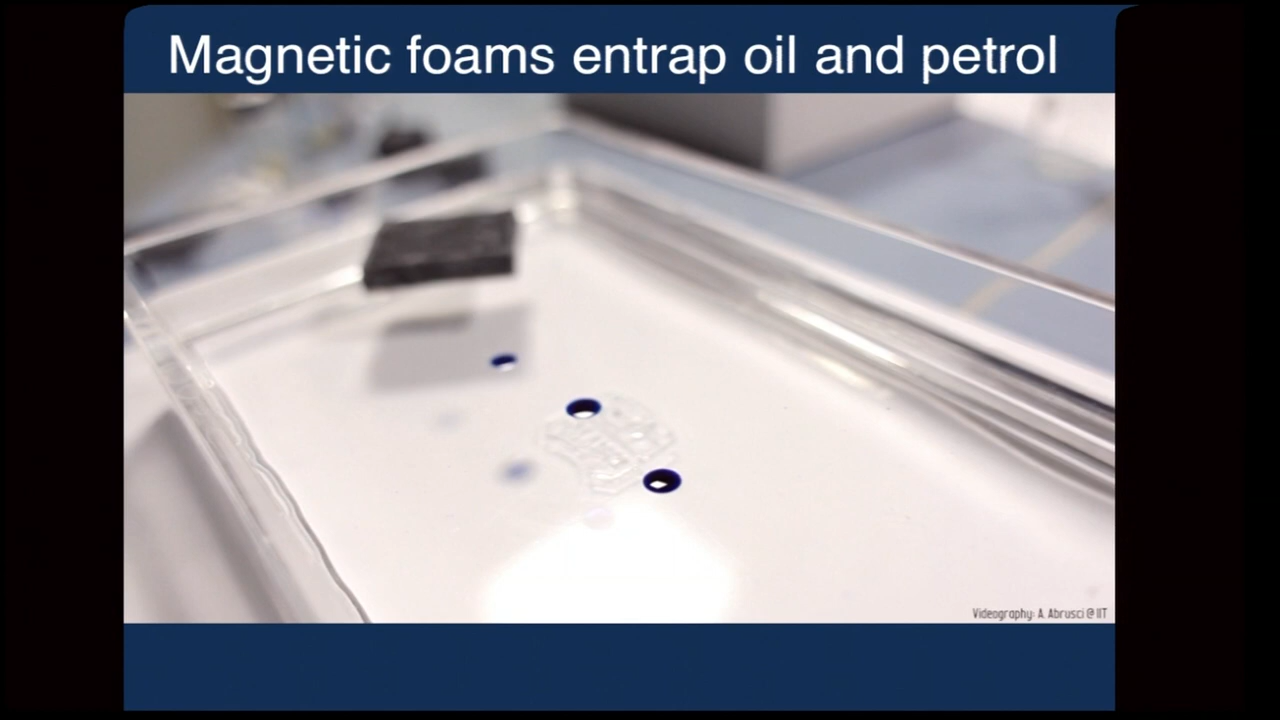 Magnetic foams entrap oil and petrol
Videography: A. Abrusci @ IIT